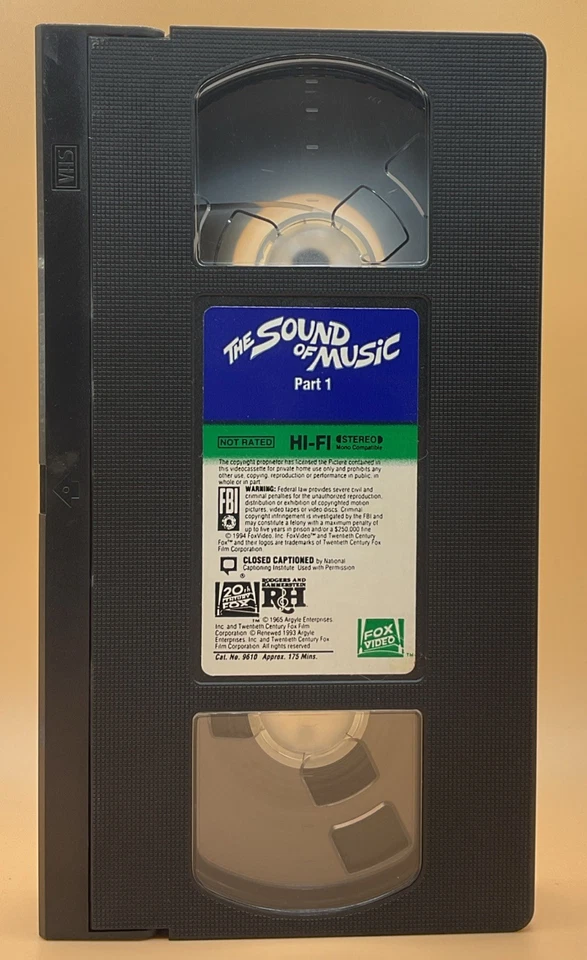 VHS
THE SOUND
OF MUSIC
Part 1
NOT RATED HI-FI STEREO
Mono Compatible
The copyright proprietor has licensed the Picture contained in
this videocassette for private home use only and prohibits any
other use, copying, reproduction or performance in public, in
whole or in part
FBI
WARNING: Federal law provides severe civil and
criminal penalties for the unauthorized reproduction,
distribution or exhibition of copyrighted motion
pictures, video tapes or video discs. Criminal
copyright infringement is investigated by the FBI and
may constitute a felony with a maximum penalty of
up to five years in prison and/or a $250,000 fine
© 1994 FoxVideo, Inc. FoxVideo™ and Twentieth Century
Fox™ and their logos are trademarks of Twentieth Century Fox
Film Corporation
CLOSED CAPTIONED by National
Captioning Institute Used with Permission
®
20th
CENTURY
FOX
RODGERS AND
HAMMERSTEIN
R&H
™ © 1965 Argyle Enterprises,
Inc. and Twentieth Century Fox Film
Corporation © Renewed 1993 Argyle
Enterprises, Inc. and Twentieth Century Fox
Film Corporation. All rights reserved
Cat. No. 9610 Approx. 175 Mins.
FOX
VIDEO
™